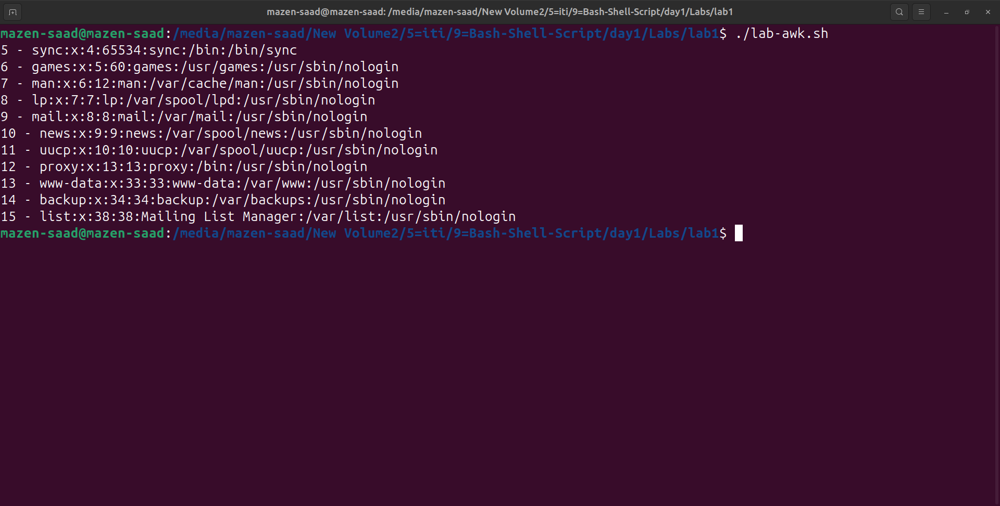 mazen-saad@mazen-saad: /media/mazen-saad/New Volume2/5=iti/9=Bash-Shell-Script/day1/Labs/lab1
mazen-saad@mazen-saad:/media/mazen-saad/New Volume2/5=iti/9=Bash-Shell-Script/day1/Labs/lab1$ ./lab-awk.sh
5 - sync:x:4:65534:sync:/bin:/bin/sync
6 - games:x:5:60:games:/usr/games:/usr/sbin/nologin
7 - man:x:6:12:man:/var/cache/man:/usr/sbin/nologin
8 - lp:x:7:7:lp:/var/spool/lpd:/usr/sbin/nologin
9 - mail:x:8:8:mail:/var/mail:/usr/sbin/nologin
10 - news:x:9:9:news:/var/spool/news:/usr/sbin/nologin
11 - uucp:x:10:10:uucp:/var/spool/uucp:/usr/sbin/nologin
12 - proxy:x:13:13:proxy:/bin:/usr/sbin/nologin
13 - www-data:x:33:33:www-data:/var/www:/usr/sbin/nologin
14 - backup:x:34:34:backup:/var/backups:/usr/sbin/nologin
15 - list:x:38:38:Mailing List Manager:/var/list:/usr/sbin/nologin
mazen-saad@mazen-saad:/media/mazen-saad/New Volume2/5=iti/9=Bash-Shell-Script/day1/Labs/lab1$